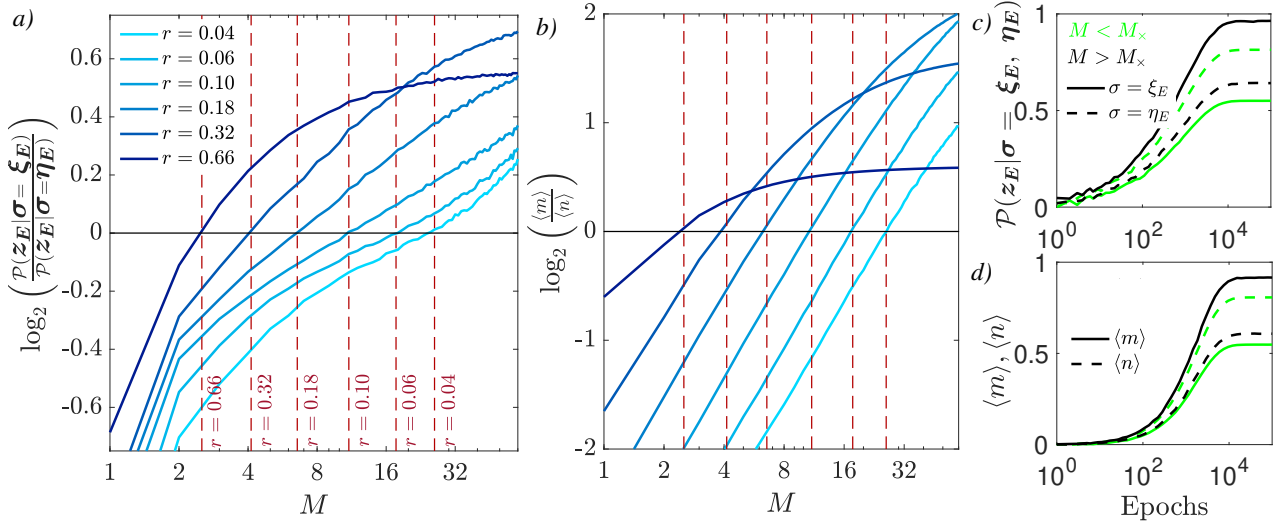 a)
0.6
0.4
0.2
0
-0.2
-0.4
-0.6
log₂ ( 𝒫(z_E|σ = ξ_E) / 𝒫(z_E|σ = η_E) )
r = 0.04
r = 0.06
r = 0.10
r = 0.18
r = 0.32
r = 0.66
r = 0.66
r = 0.32
r = 0.18
r = 0.10
r = 0.06
r = 0.04
1 2 4 8 16 32
M
b)
2
1
0
-1
-2
log₂ ( ⟨m⟩ / ⟨n⟩ )
1 2 4 8 16 32
M
c)
1
0.5
0
𝒫(z_E|σ = ξ_E, η_E)
M < M×
M > M×
σ = ξ_E
σ = η_E
10⁰ 10² 10⁴
d)
1
0.5
0
⟨m⟩, ⟨n⟩
⟨m⟩
⟨n⟩
10⁰ 10² 10⁴
Epochs